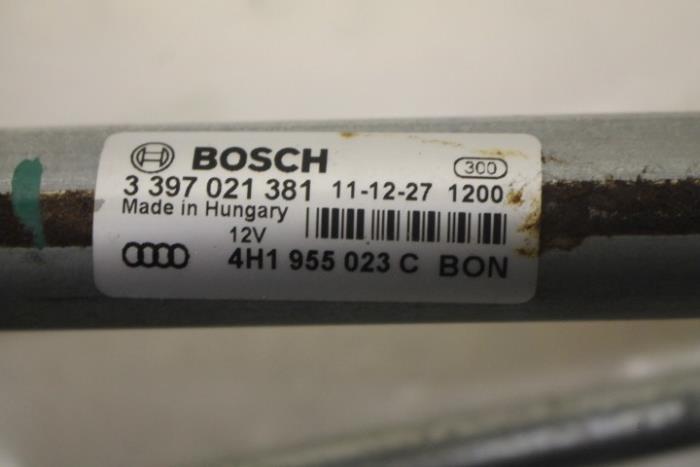 BOSCH 300
3 397 021 381 11-12-27 1200
Made in Hungary
12V
4H1 955 023 C BON